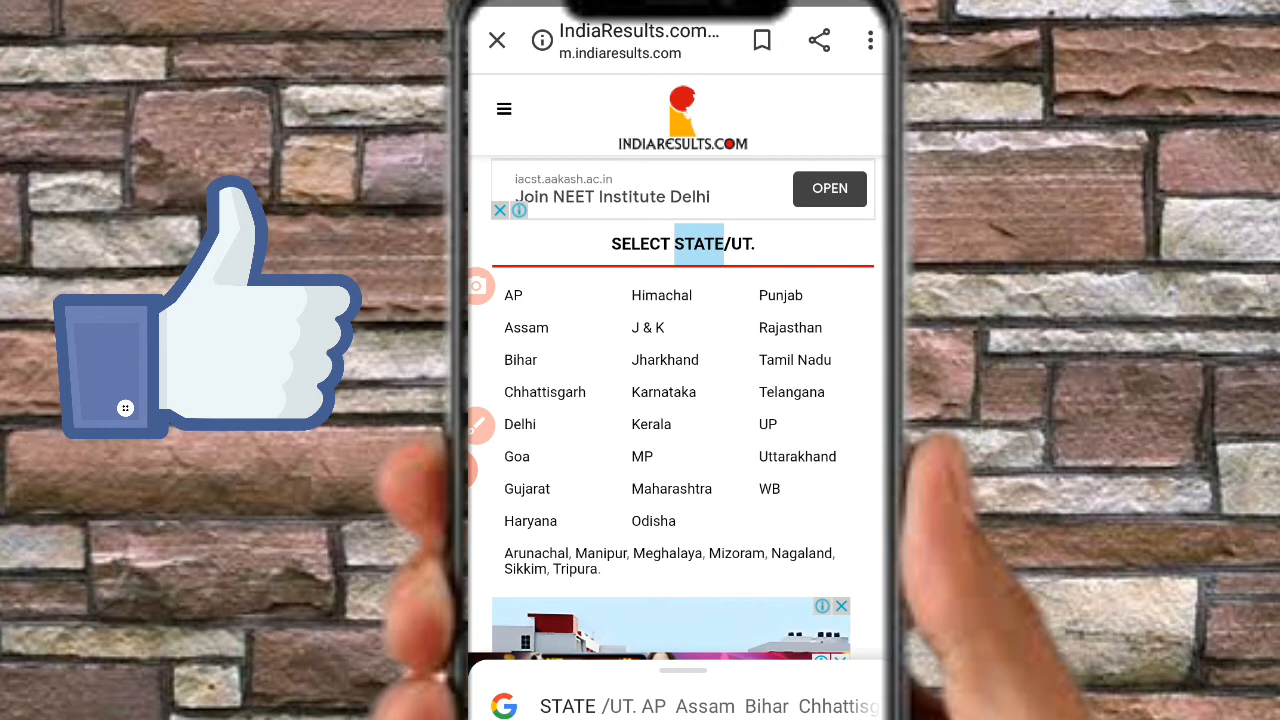 IndiaResults.com...
m.indiaresults.com
INDIARESULTS.COM
iacst.aakash.ac.in
Join NEET Institute Delhi
OPEN
SELECT STATE/UT.
AP Himachal Punjab
Assam J & K Rajasthan
Bihar Jharkhand Tamil Nadu
Chhattisgarh Karnataka Telangana
Delhi Kerala UP
Goa MP Uttarakhand
Gujarat Maharashtra WB
Haryana Odisha
Arunachal, Manipur, Meghalaya, Mizoram, Nagaland,
Sikkim, Tripura.
STATE /UT. AP Assam Bihar Chhattisg